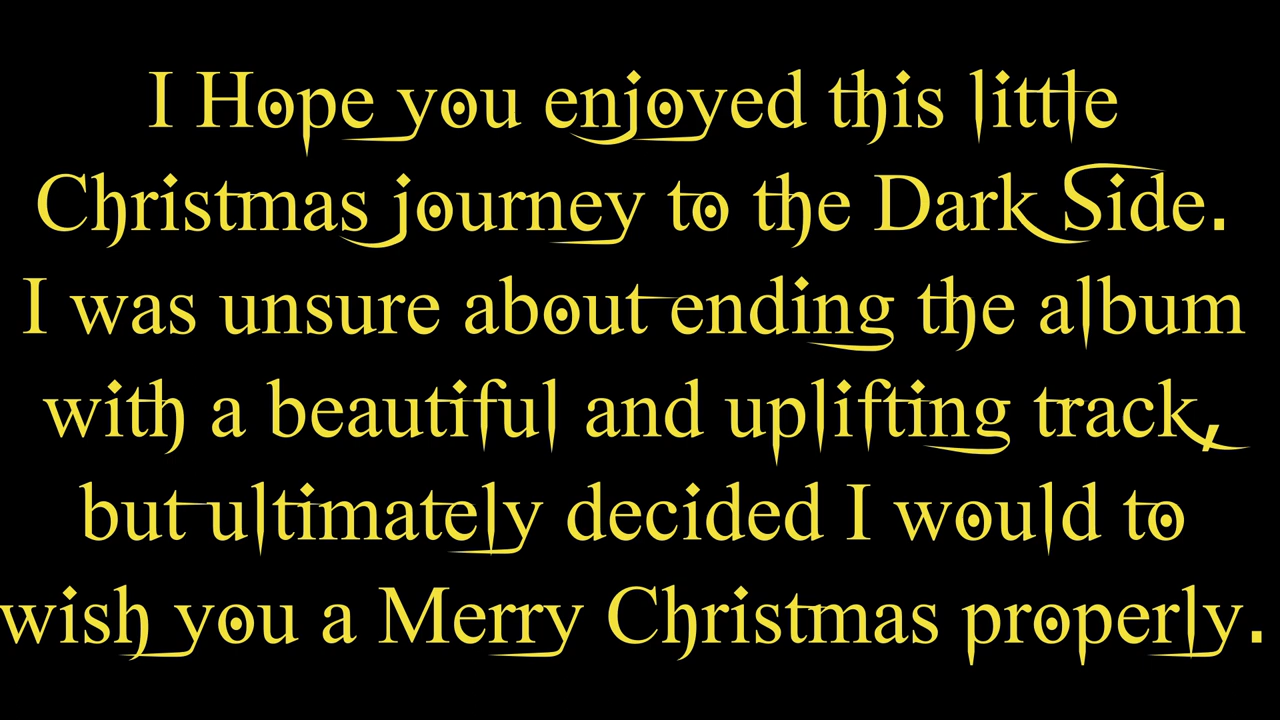 I Hope you enjoyed this little
Christmas journey to the Dark Side.
I was unsure about ending the album
with a beautiful and uplifting track,
but ultimately decided I would to
wish you a Merry Christmas properly.